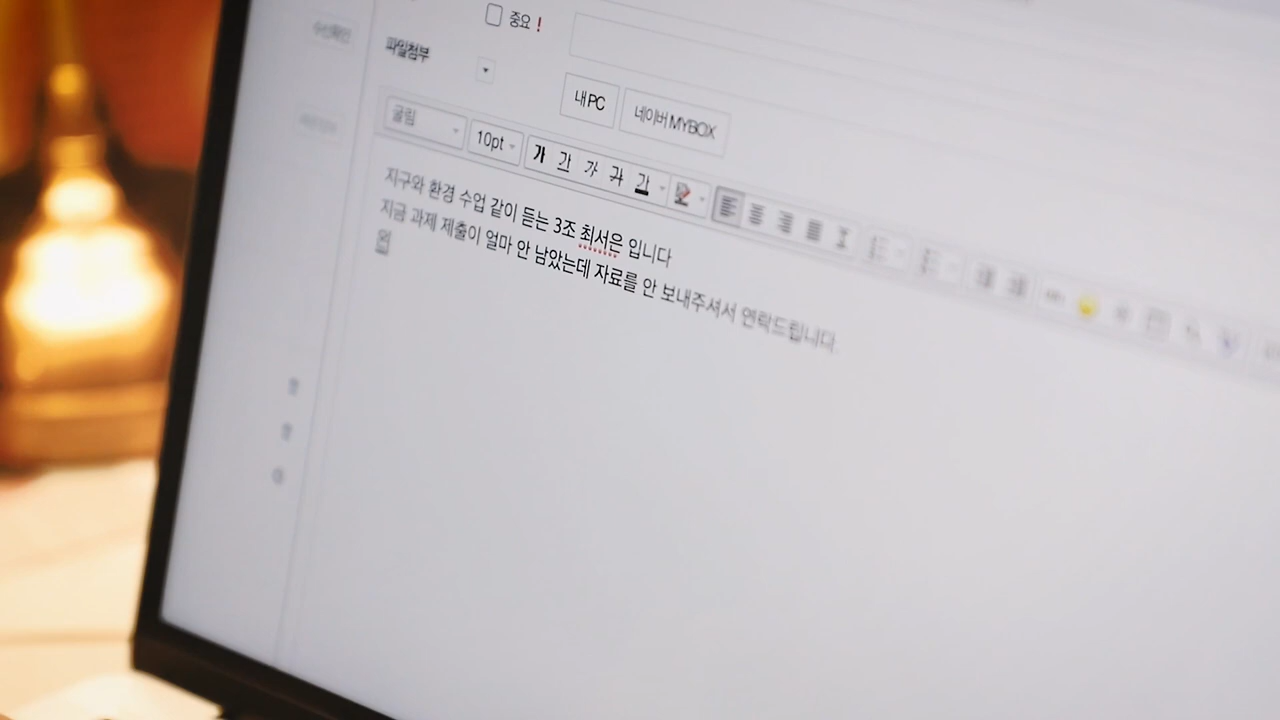 중요!
파일첨부
내 PC 네이버 MYBOX
굴림 10pt 가 가 가 가 가
지구와 환경 수업 같이 듣는 3조 최서은 입니다
지금 과제 제출이 얼마 안 남았는데 자료를 안 보내주셔서 연락드립니다.